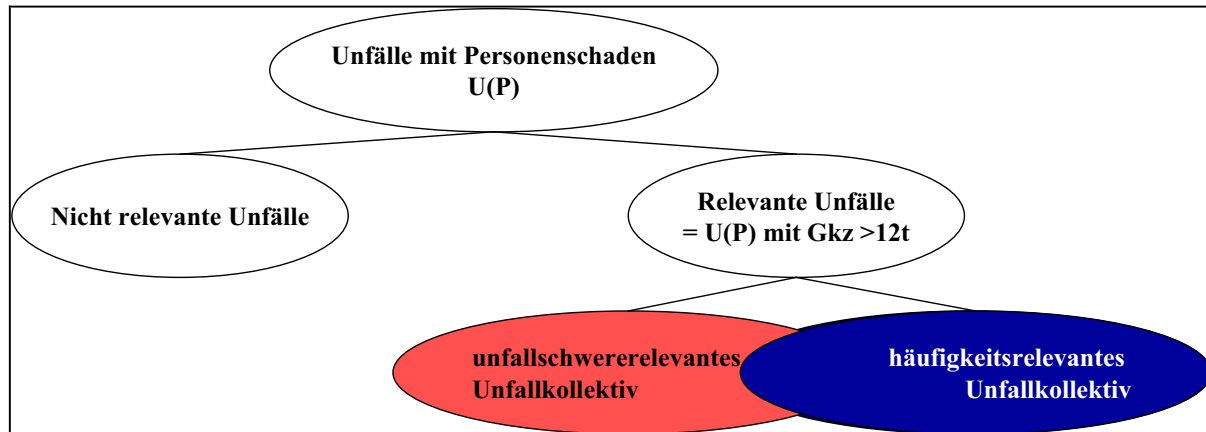 Unfälle mit Personenschaden
U(P)
Nicht relevante Unfälle
Relevante Unfälle
= U(P) mit Gkz >12t
unfallschwererelevantes
Unfallkollektiv
häufigkeitsrelevantes
Unfallkollektiv